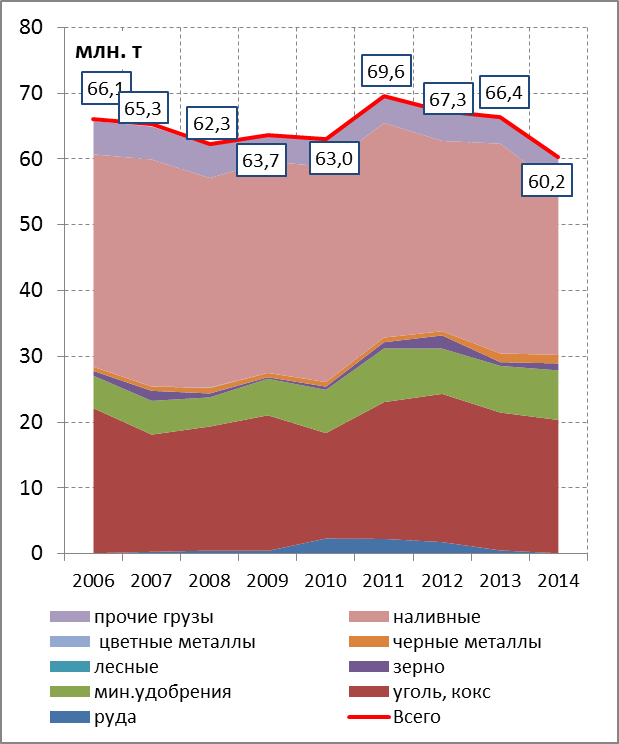 80
млн. т
70
69,6
66,1
65,3
67,3
66,4
62,3
63,7
63,0
60,2
60
50
40
30
20
10
0
2006 2007 2008 2009 2010 2011 2012 2013 2014
прочие грузы наливные
цветные металлы черные металлы
лесные зерно
мин.удобрения уголь, кокс
руда Всего